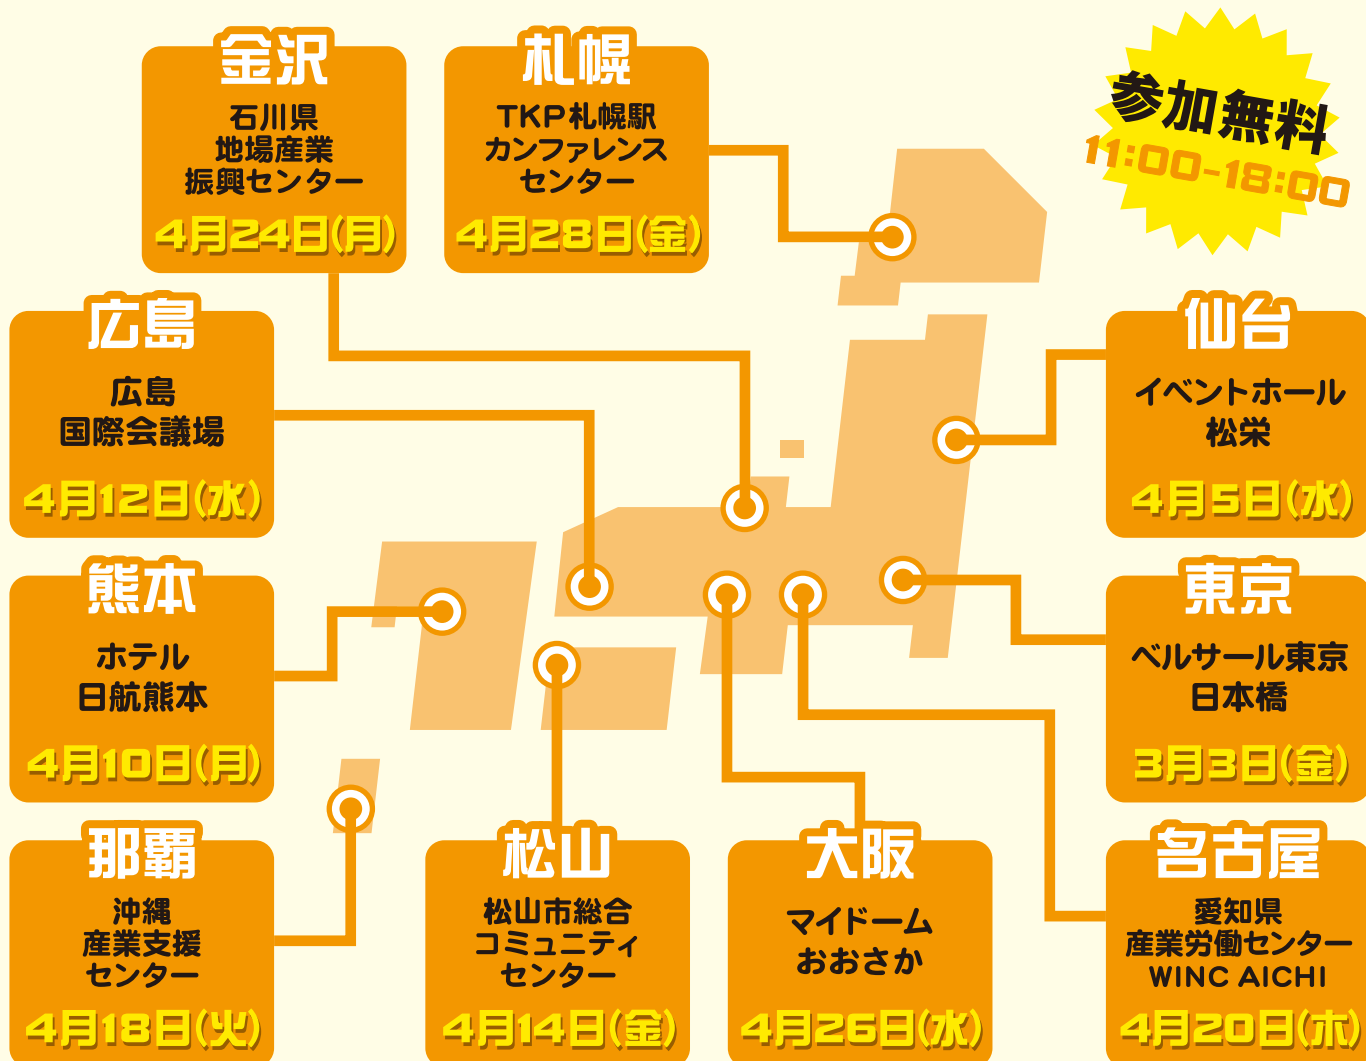 金沢
石川県
地場産業
振興センター
4月24日(月)
札幌
TKP札幌駅
カンファレンス
センター
4月28日(金)
参加無料
11:00-18:00
広島
広島
国際会議場
4月12日(水)
仙台
イベントホール
松栄
4月5日(水)
熊本
ホテル
日航熊本
4月10日(月)
東京
ベルサール東京
日本橋
3月3日(金)
那覇
沖縄
産業支援
センター
4月18日(火)
松山
松山市総合
コミュニティ
センター
4月14日(金)
大阪
マイドーム
おおさか
4月26日(水)
名古屋
愛知県
産業労働センター
WINC AICHI
4月20日(木)